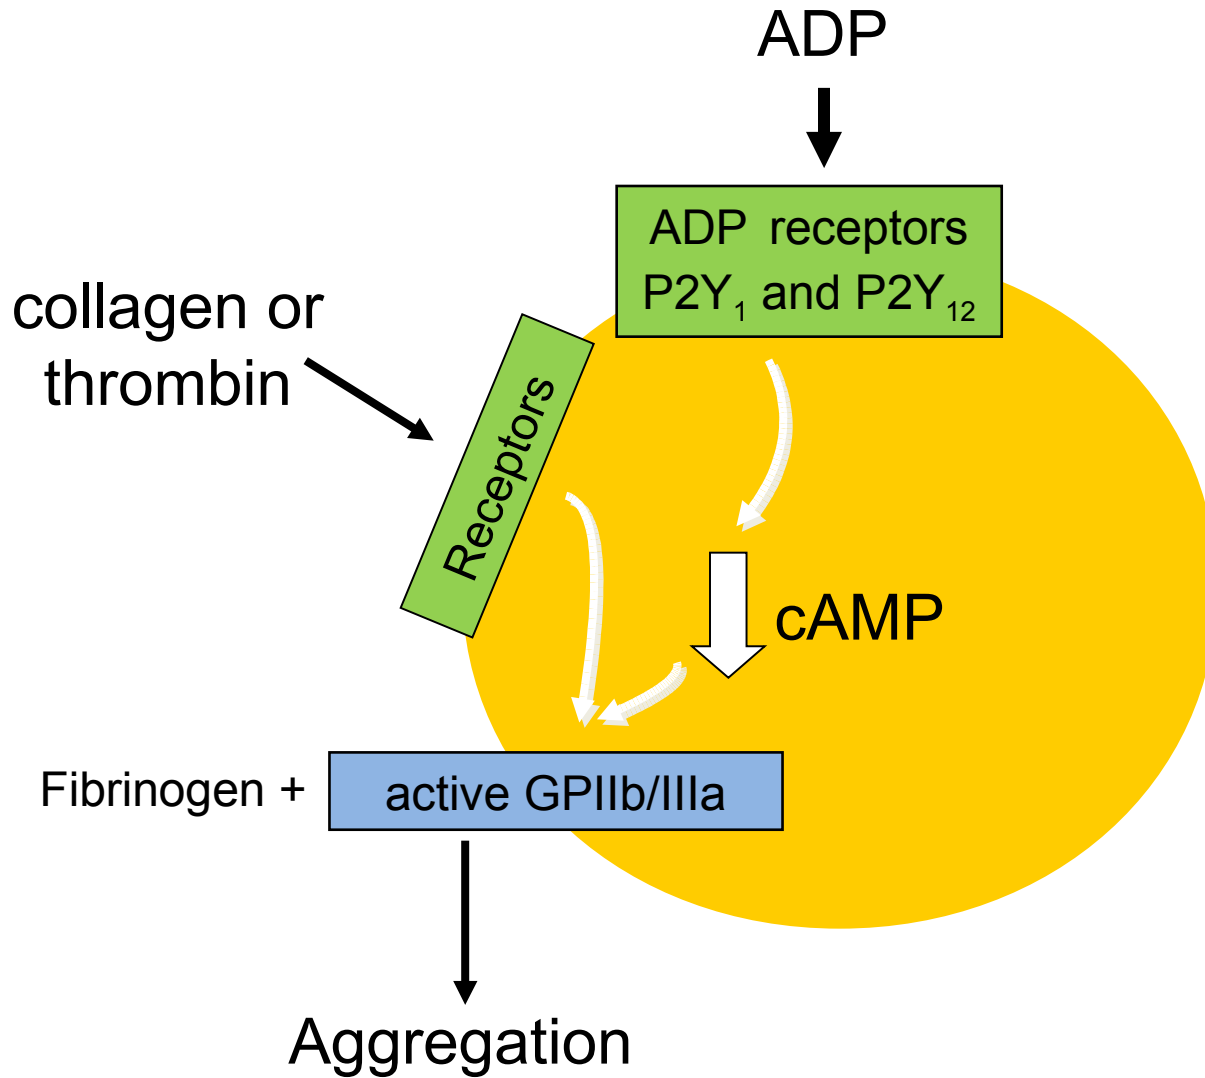 ADP
ADP receptors
P2Y₁ and P2Y₁₂
collagen or
thrombin
Receptors
cAMP
Fibrinogen +
active GPIIb/IIIa
Aggregation